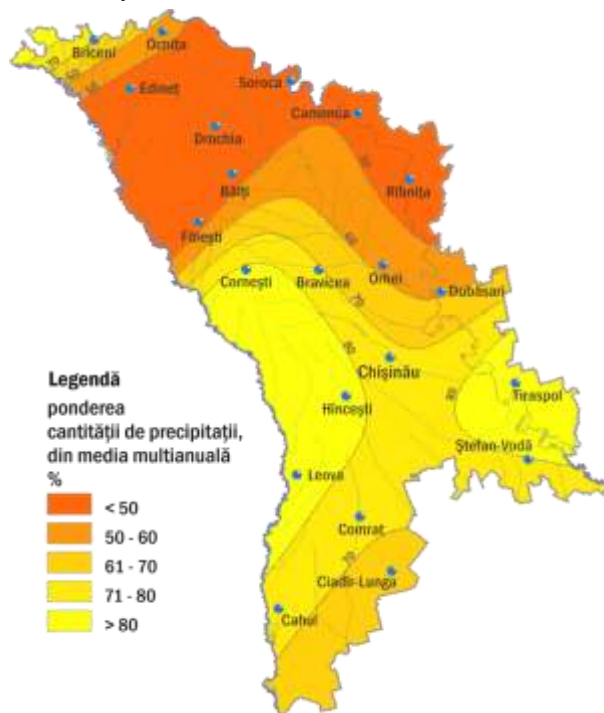 Briceni
Ocnița
Edineț
Soroca
Camenca
Drochia
Bălți
Rîbnița
Fălești
Cornești
Bravicea
Orhei
Dubăsari
Chișinău
Tiraspol
Hîncești
Ștefan-Vodă
Leova
Comrat
Ciadîr-Lunga
Cahul
Legendă
ponderea
cantității de precipitații,
din media multianuală
%
< 50
50 - 60
61 - 70
71 - 80
> 80